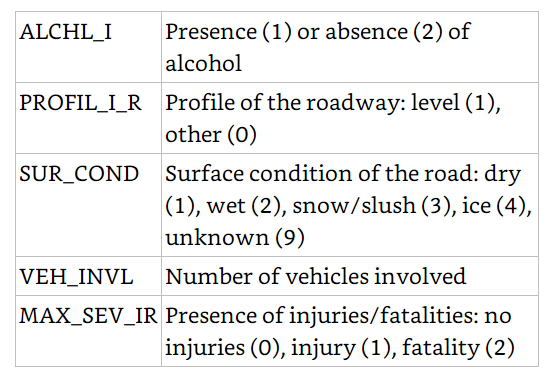 ALCHL_I Presence (1) or absence (2) of
alcohol
PROFIL_I_R Profile of the roadway: level (1),
other (0)
SUR_COND Surface condition of the road: dry
(1), wet (2), snow/slush (3), ice (4),
unknown (9)
VEH_INVL Number of vehicles involved
MAX_SEV_IR Presence of injuries/fatalities: no
injuries (0), injury (1), fatality (2)